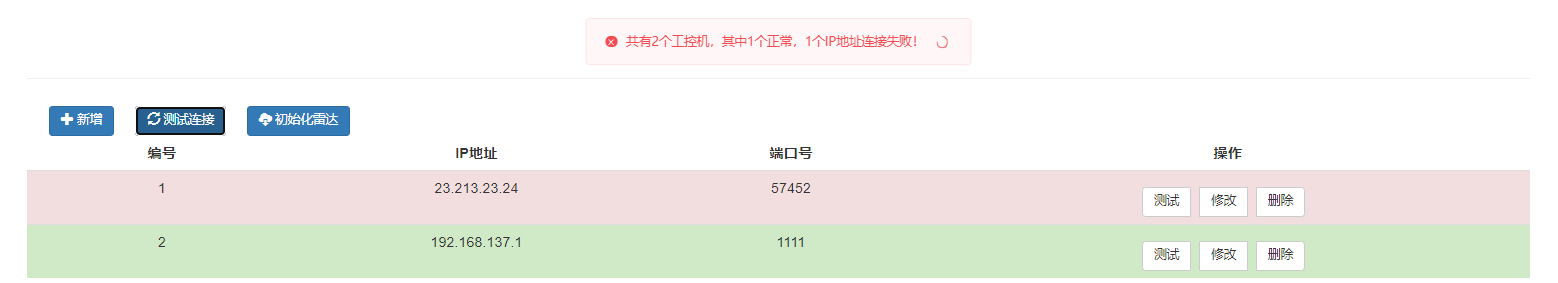 共有2个工控机，其中1个正常，1个IP地址连接失败！
新增 测试连接 初始化雷达
编号 IP地址 端口号 操作
1 23.213.23.24 57452 测试 修改 删除
2 192.168.137.1 1111 测试 修改 删除